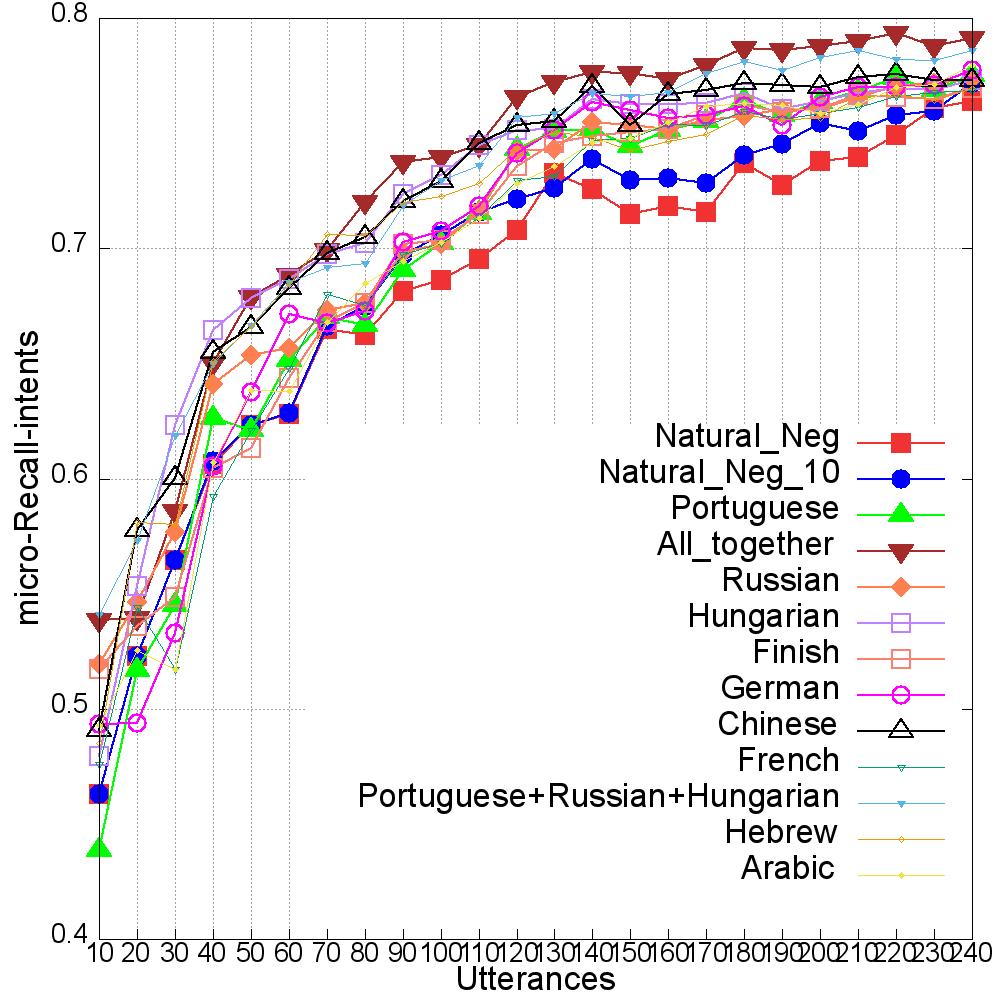 0.8
0.7
0.6
0.5
0.4
micro-Recall-intents
Natural_Neg
Natural_Neg_10
Portuguese
All_together
Russian
Hungarian
Finish
German
Chinese
French
Portuguese+Russian+Hungarian
Hebrew
Arabic
10 20 30 40 50 60 70 80 90 100 110 120 130 140 150 160 170 180 190 200 210 220 230 240
Utterances